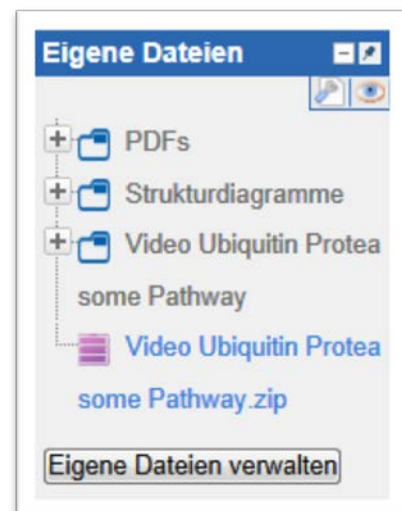 Eigene Dateien
PDFs
Strukturdiagramme
Video Ubiquitin Protea
some Pathway
Video Ubiquitin Protea
some Pathway.zip
Eigene Dateien verwalten